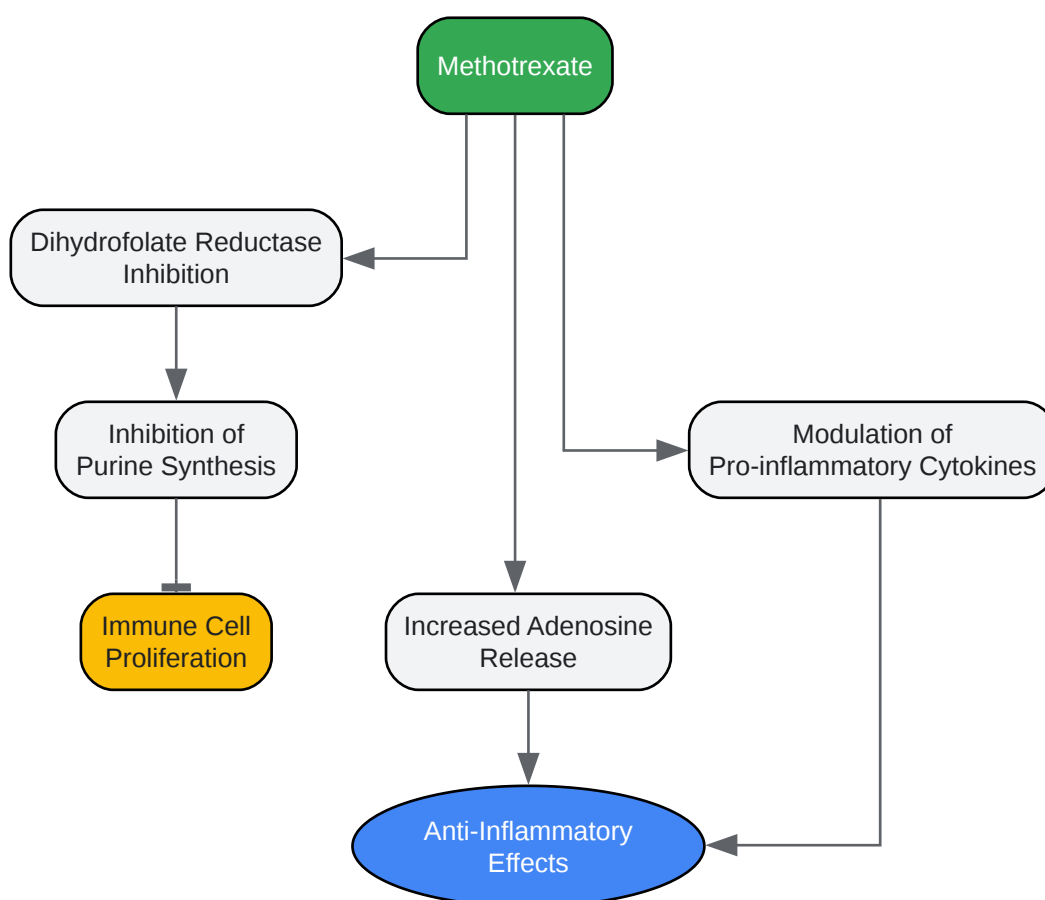 Methotrexate
Dihydrofolate Reductase
Inhibition
Inhibition of
Purine Synthesis
Modulation of
Pro-inflammatory Cytokines
Immune Cell
Proliferation
Increased Adenosine
Release
Anti-Inflammatory
Effects